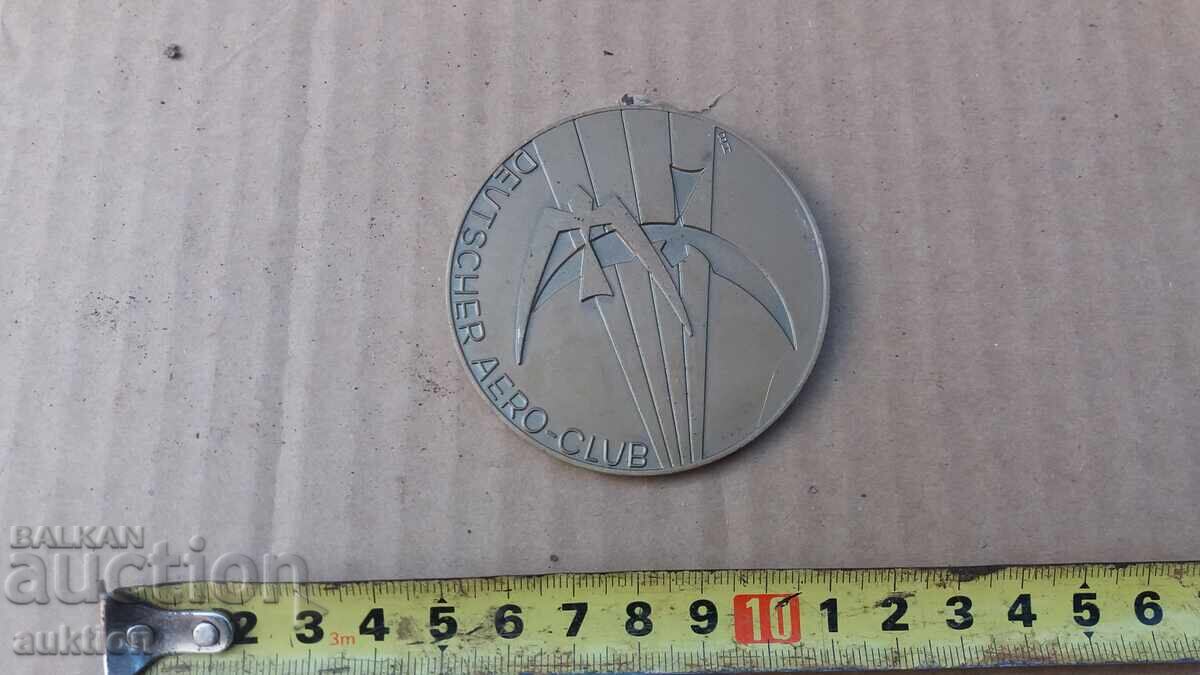 DEUTSCHER AERO-CLUB
BALKAN
auction
auktion
2 3 3m 4 5 6 7 8 9 10 1 2 3 4 5 6